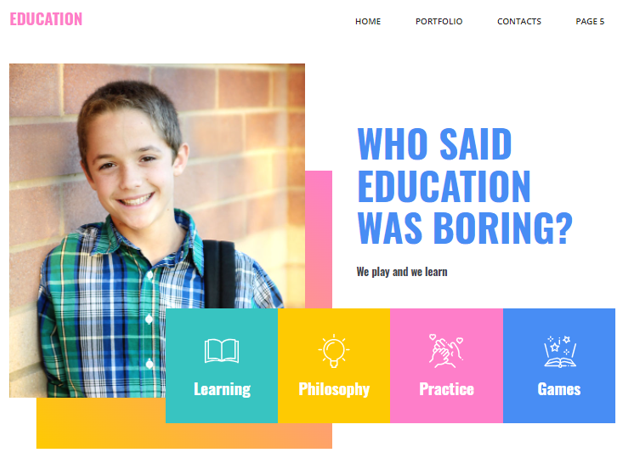 EDUCATION
HOME PORTFOLIO CONTACTS PAGE 5
WHO SAID
EDUCATION
WAS BORING?
We play and we learn
Learning Philosophy Practico Games